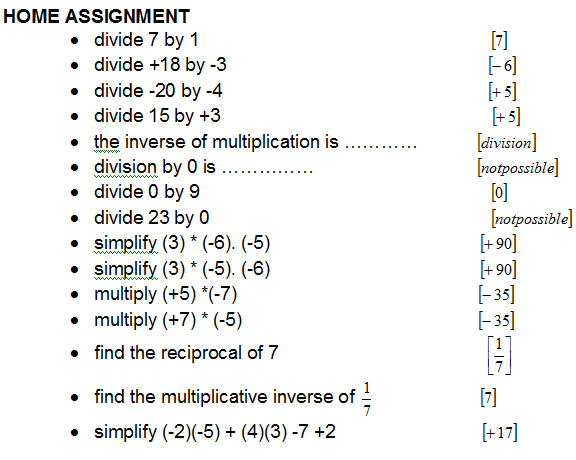 HOME ASSIGNMENT
• divide 7 by 1 [7]
• divide +18 by -3 [– 6]
• divide -20 by -4 [+ 5]
• divide 15 by +3 [+ 5]
• the inverse of multiplication is ………… [division]
• division by 0 is …………… [notpossible]
• divide 0 by 9 [0]
• divide 23 by 0 [notpossible]
• simplify (3) * (-6). (-5) [+ 90]
• simplify (3) * (-5). (-6) [+ 90]
• multiply (+5) *(-7) [– 35]
• multiply (+7) * (-5) [– 35]
• find the reciprocal of 7 [1/7]
• find the multiplicative inverse of 1/7 [7]
• simplify (-2)(-5) + (4)(3) -7 +2 [+ 17]